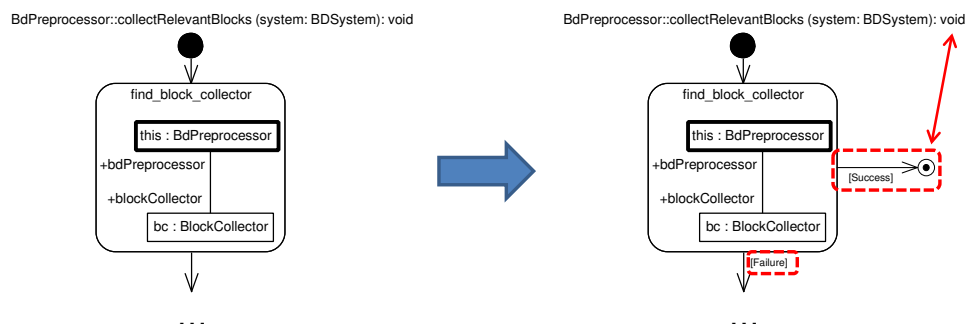 BdPreprocessor::collectRelevantBlocks (system: BDSystem): void
find_block_collector
this : BdPreprocessor
+bdPreprocessor
+blockCollector
bc : BlockCollector
...
BdPreprocessor::collectRelevantBlocks (system: BDSystem): void
find_block_collector
this : BdPreprocessor
+bdPreprocessor
[Success]
+blockCollector
bc : BlockCollector
[Failure]
...